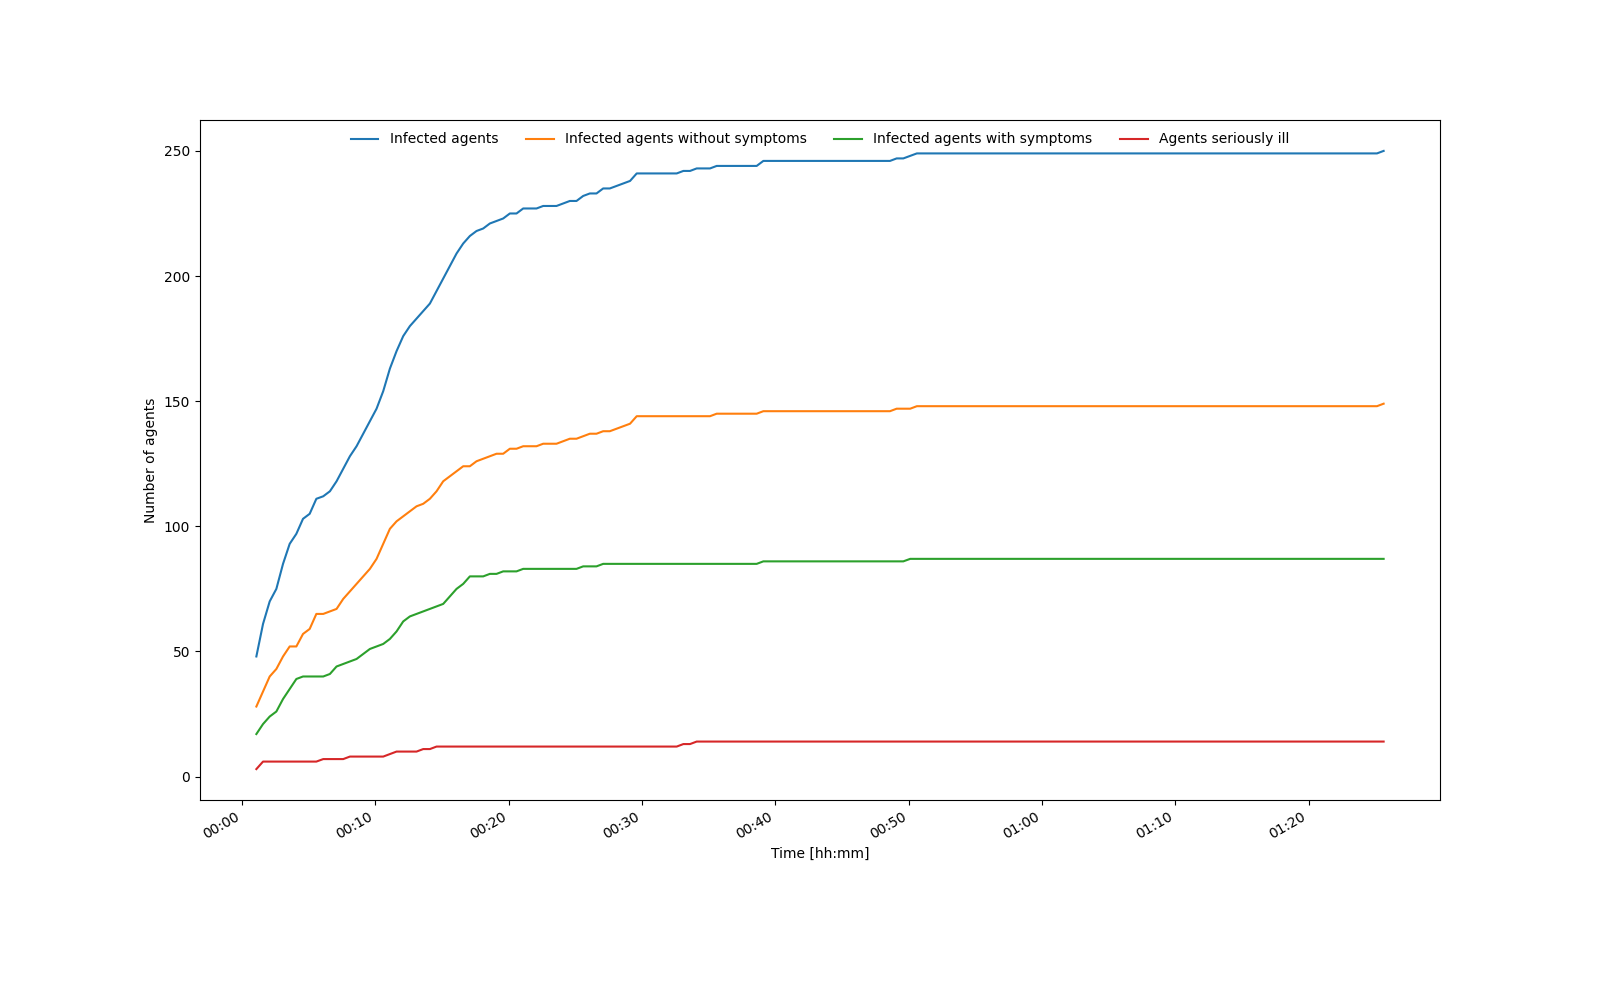 Infected agents Infected agents without symptoms Infected agents with symptoms Agents seriously ill
250
200
150
100
50
0
Number of agents
00:00 00:10 00:20 00:30 00:40 00:50 01:00 01:10 01:20
Time [hh:mm]